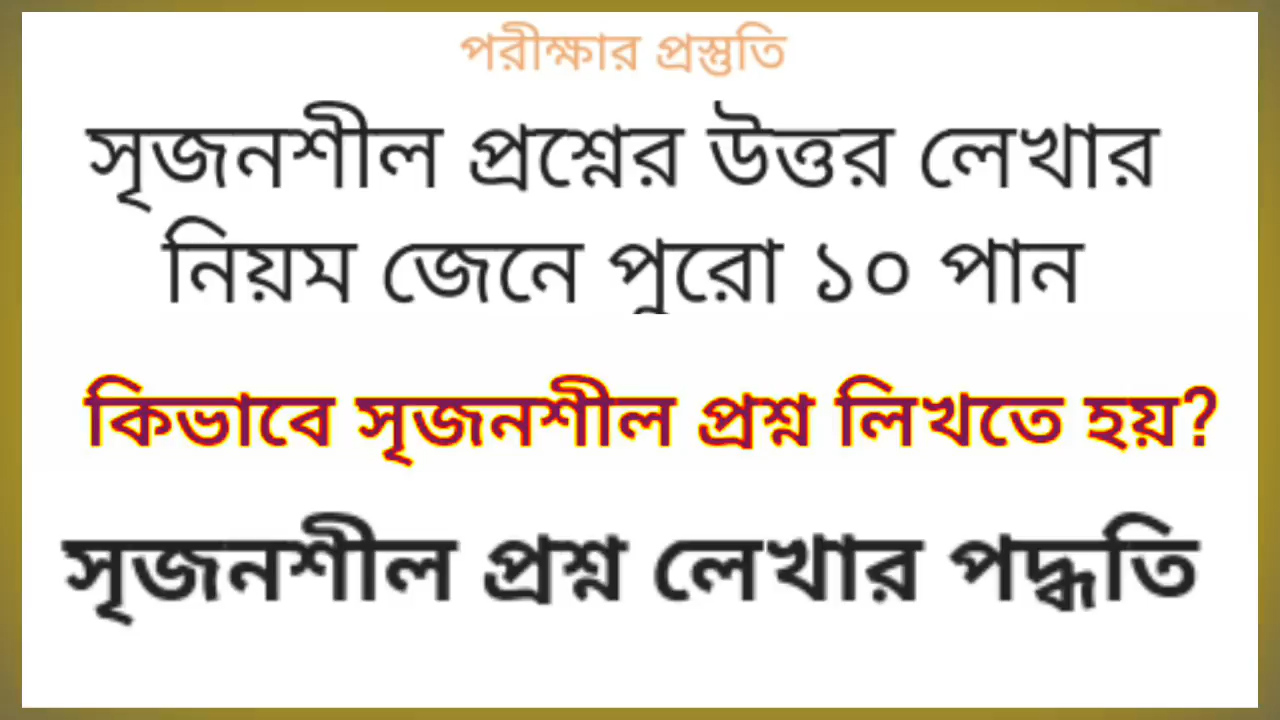 পরীক্ষার প্রস্তুতি
সৃজনশীল প্রশ্নের উত্তর লেখার
নিয়ম জেনে পুরো ১০ পান
কিভাবে সৃজনশীল প্রশ্ন লিখতে হয়?
সৃজনশীল প্রশ্ন লেখার পদ্ধতি